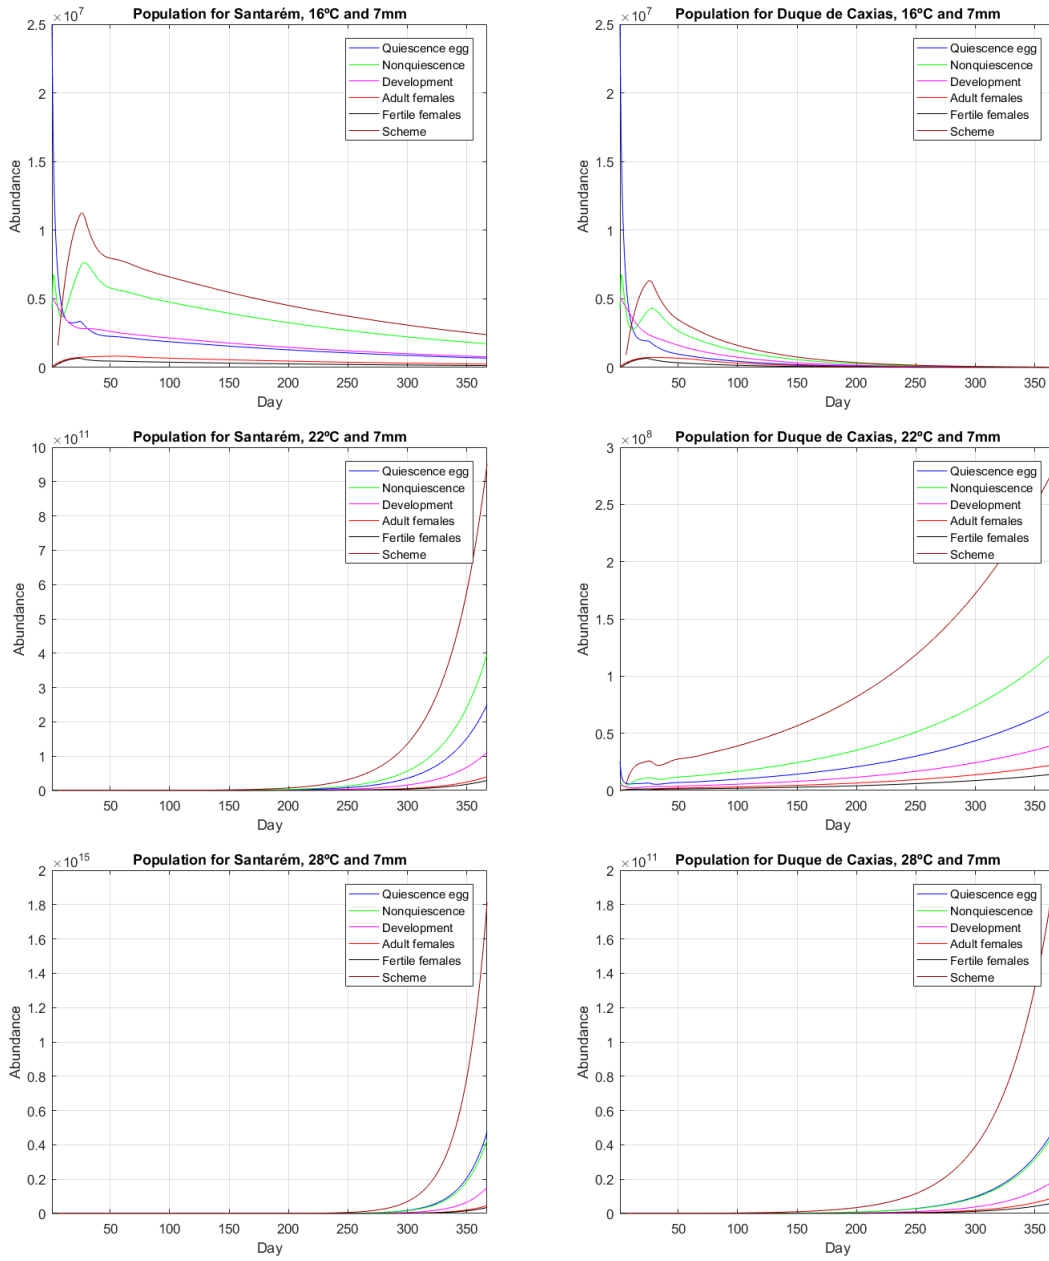 Population for Santarém, 16ºC and 7mm
×10^7
2.5
2
1.5
1
0.5
0
Abundance
50 100 150 200 250 300 350
Day
Quiescence egg
Nonquiescence
Development
Adult females
Fertile females
Scheme
Population for Duque de Caxias, 16ºC and 7mm
×10^7
2.5
2
1.5
1
0.5
0
Abundance
50 100 150 200 250 300 350
Day
Quiescence egg
Nonquiescence
Development
Adult females
Fertile females
Scheme
Population for Santarém, 22ºC and 7mm
×10^11
10
9
8
7
6
5
4
3
2
1
0
Abundance
50 100 150 200 250 300 350
Day
Quiescence egg
Nonquiescence
Development
Adult females
Fertile females
Scheme
Population for Duque de Caxias, 22ºC and 7mm
×10^8
3
2.5
2
1.5
1
0.5
0
Abundance
50 100 150 200 250 300 350
Day
Quiescence egg
Nonquiescence
Development
Adult females
Fertile females
Scheme
Population for Santarém, 28ºC and 7mm
×10^15
2
1.8
1.6
1.4
1.2
1
0.8
0.6
0.4
0.2
0
Abundance
50 100 150 200 250 300 350
Day
Quiescence egg
Nonquiescence
Development
Adult females
Fertile females
Scheme
Population for Duque de Caxias, 28ºC and 7mm
×10^11
2
1.8
1.6
1.4
1.2
1
0.8
0.6
0.4
0.2
0
Abundance
50 100 150 200 250 300 350
Day
Quiescence egg
Nonquiescence
Development
Adult females
Fertile females
Scheme